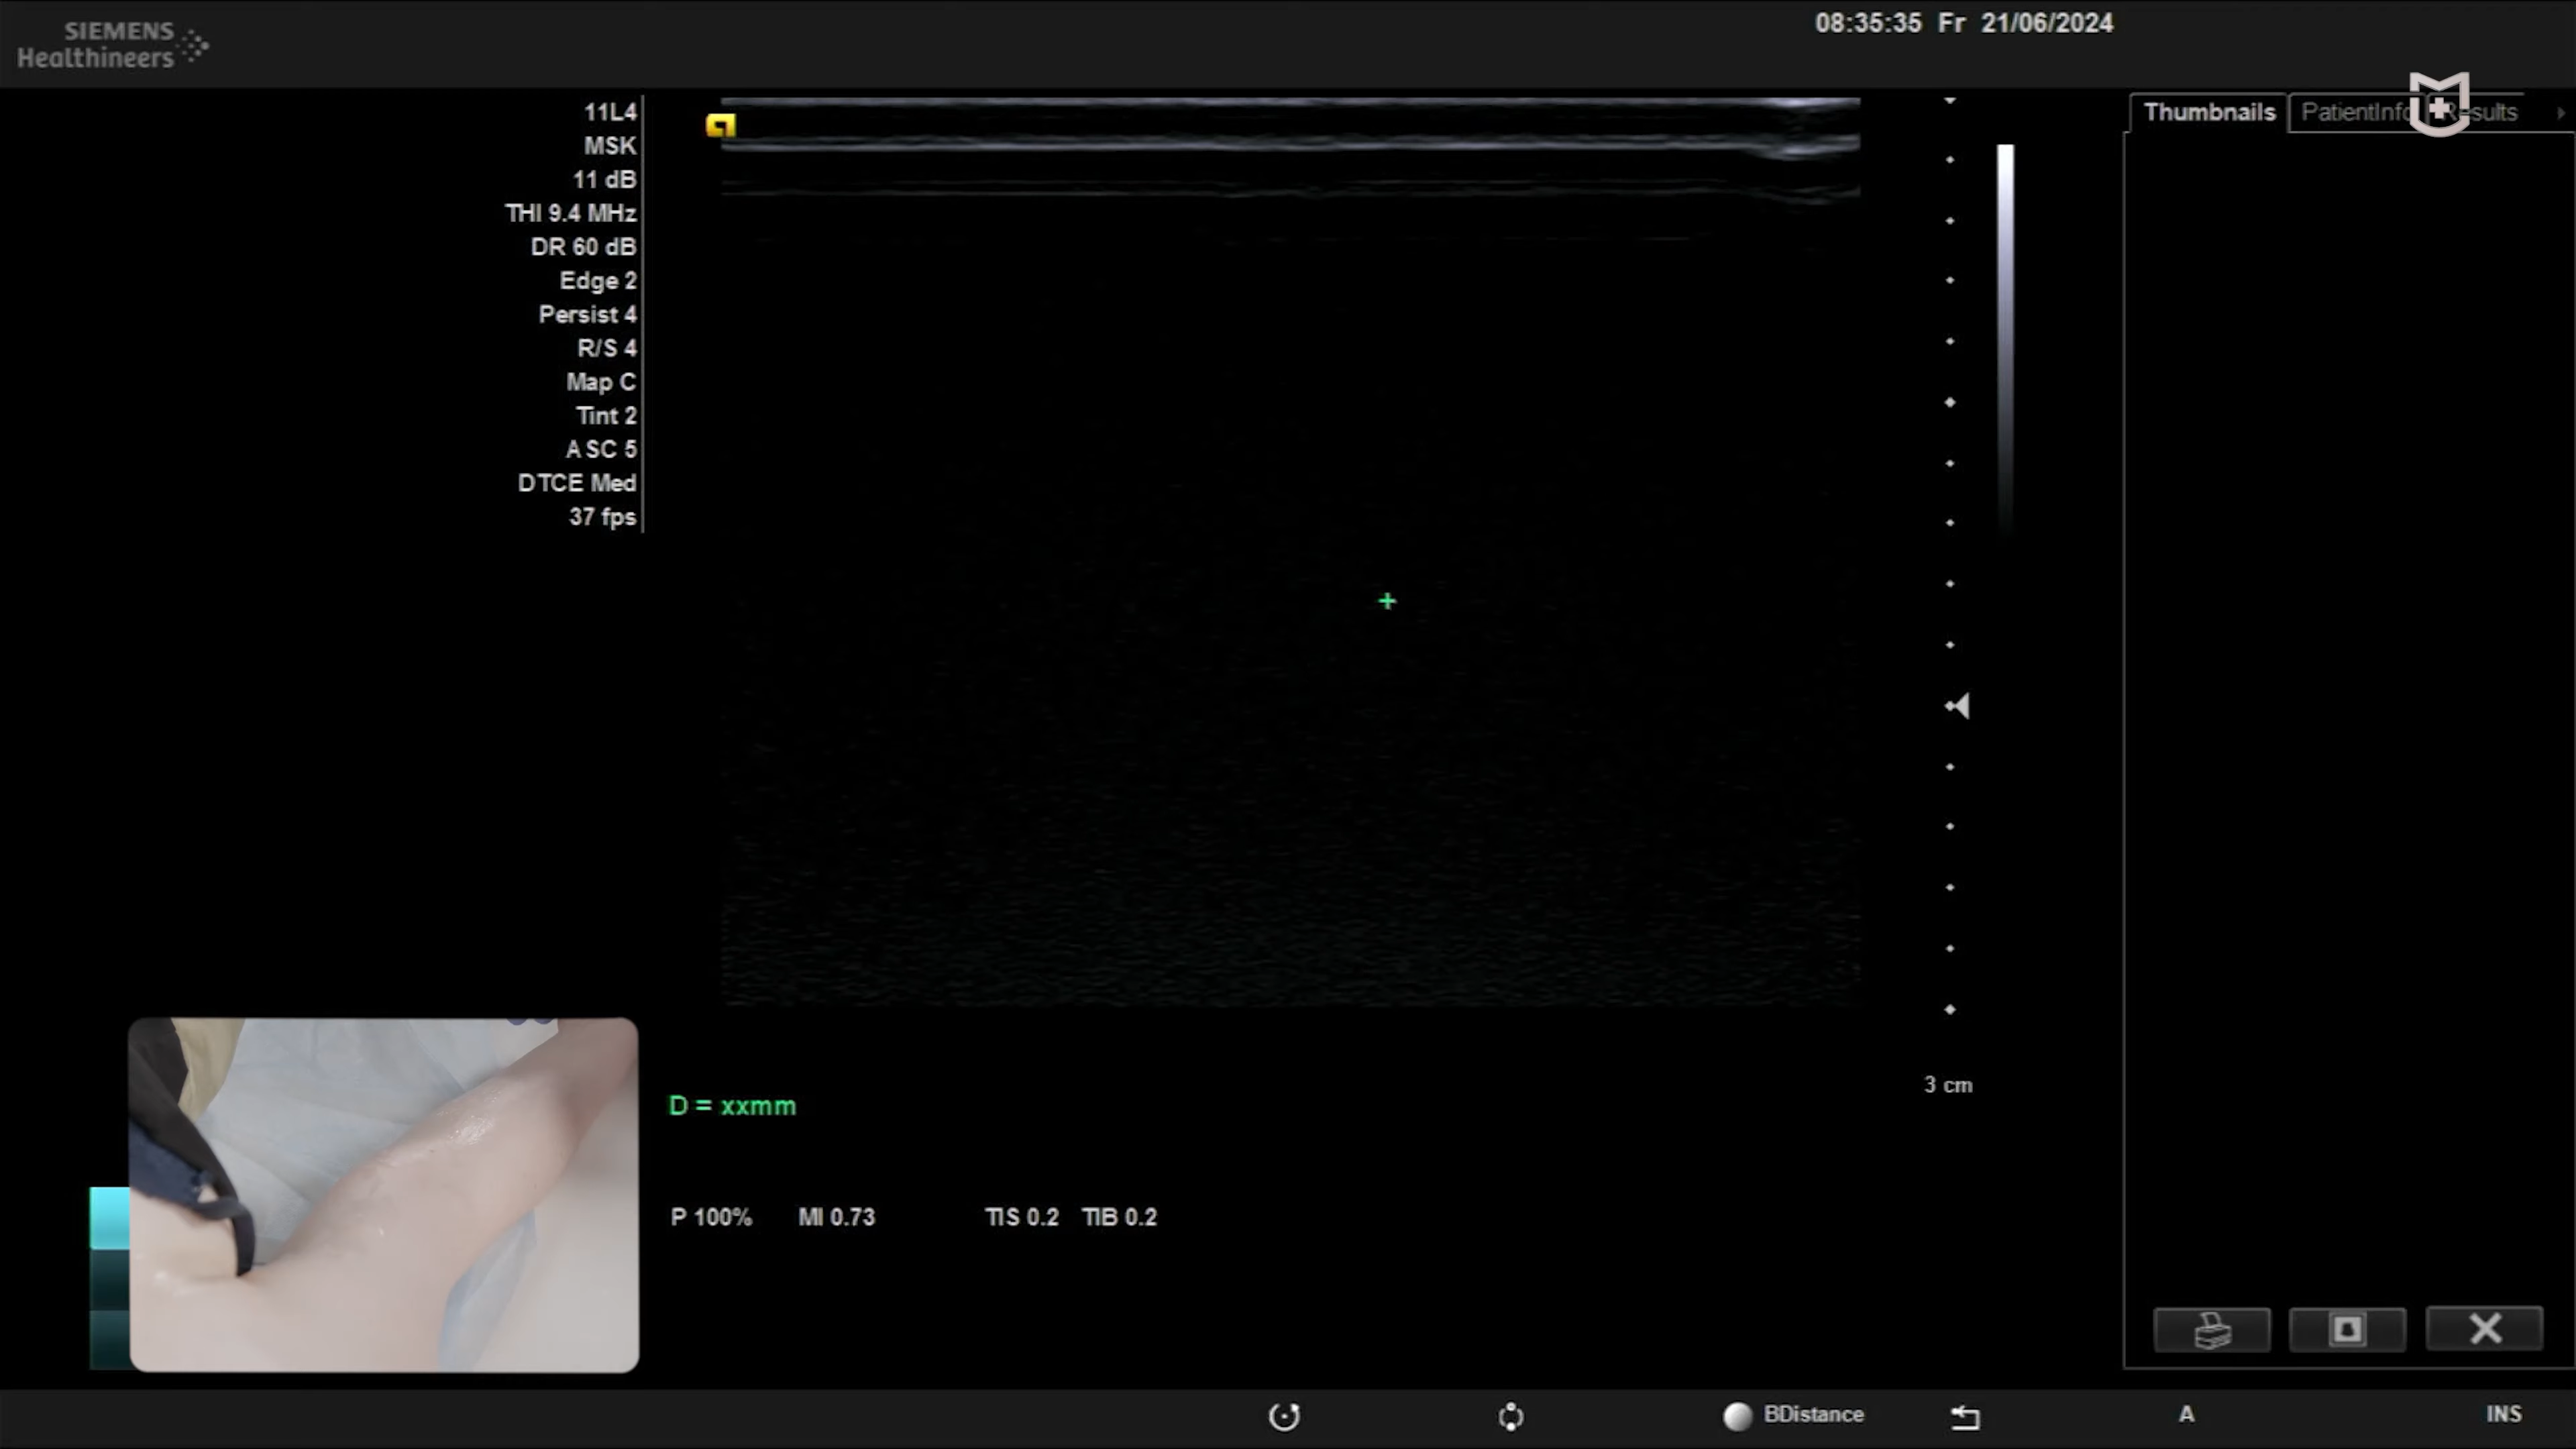 SIEMENS
Healthineers
08:35:35 Fr 21/06/2024
11L4
MSK
11 dB
THI 9.4 MHz
DR 60 dB
Edge 2
Persist 4
R/S 4
Map C
Tint 2
ASC 5
DTCE Med
37 fps
Thumbnails
3 cm
D = xxmm
P 100% MI 0.73 TIS 0.2 TIB 0.2
BDistance A INS